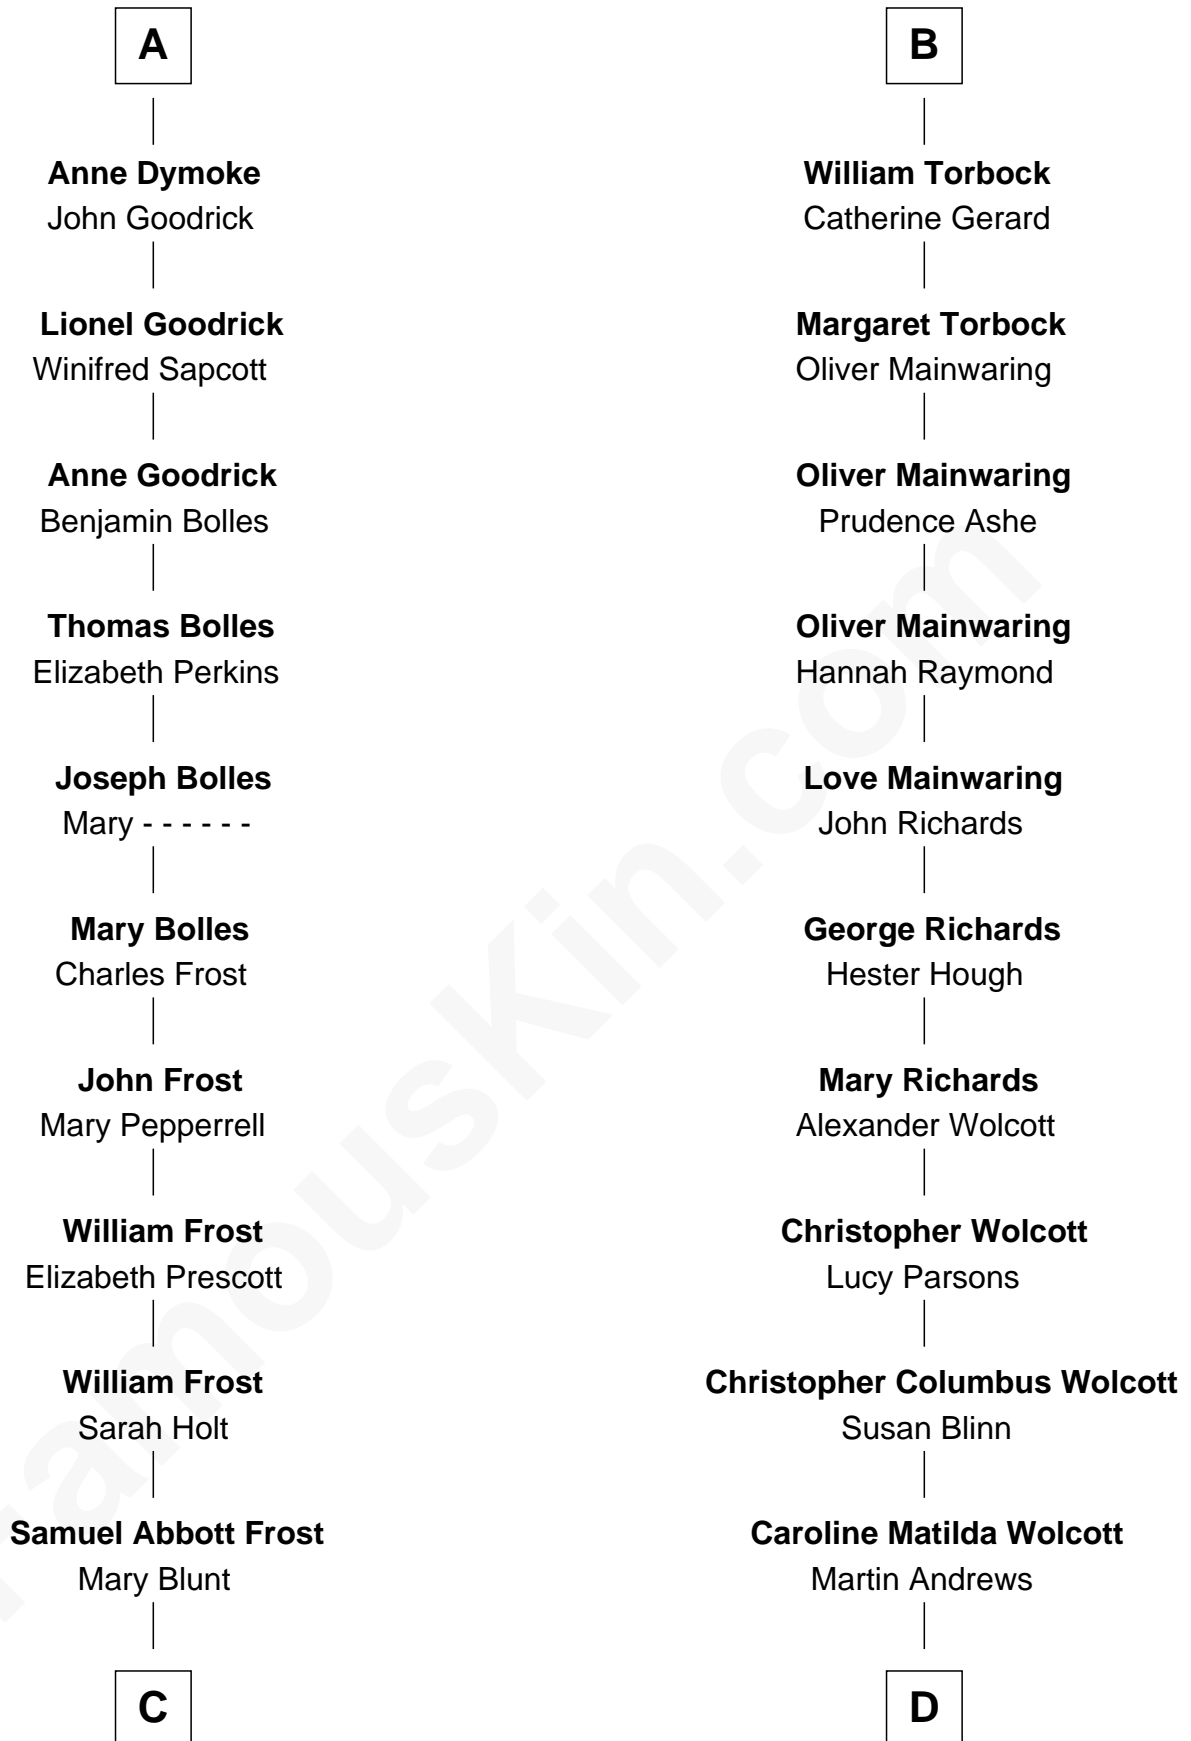 A
Anne Dymoke
John Goodrick
Lionel Goodrick
Winifred Sapcott
Anne Goodrick
Benjamin Bolles
Thomas Bolles
Elizabeth Perkins
Joseph Bolles
Mary - - - - - -
Mary Bolles
Charles Frost
John Frost
Mary Pepperrell
William Frost
Elizabeth Prescott
William Frost
Sarah Holt
Samuel Abbott Frost
Mary Blunt
C
B
William Torbock
Catherine Gerard
Margaret Torbock
Oliver Mainwaring
Oliver Mainwaring
Prudence Ashe
Oliver Mainwaring
Hannah Raymond
Love Mainwaring
John Richards
George Richards
Hester Hough
Mary Richards
Alexander Wolcott
Christopher Wolcott
Lucy Parsons
Christopher Columbus Wolcott
Susan Blinn
Caroline Matilda Wolcott
Martin Andrews
D
FamousKin.com